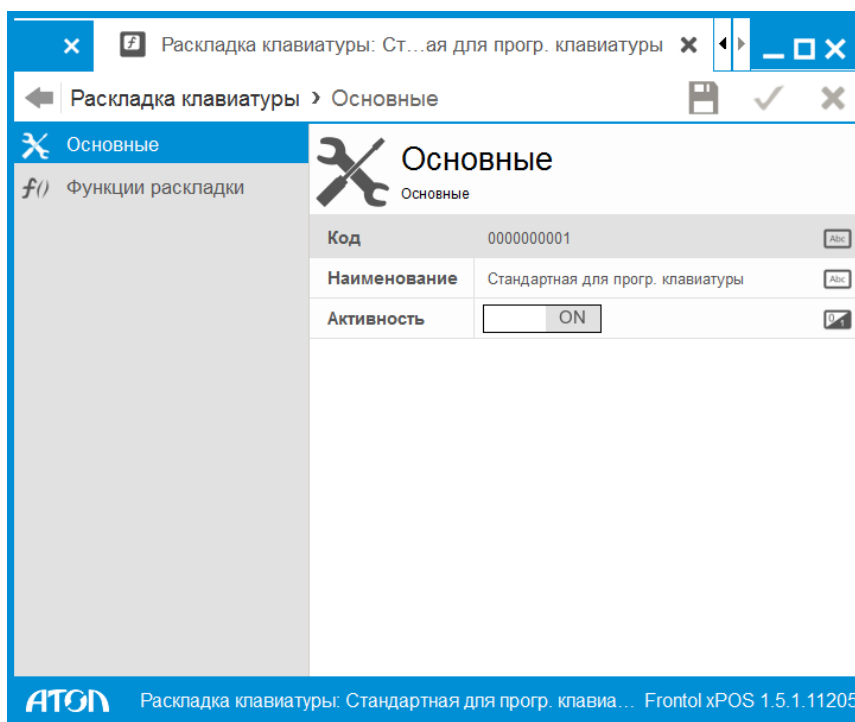 Раскладка клавиатуры: Ст...ая для прогр. клавиатуры
Раскладка клавиатуры › Основные
Основные
f() Функции раскладки
Основные
Основные
Код 0000000001 Abc
Наименование Стандартная для прогр. клавиатуры Abc
Активность ON 0 1
АТОЛ Раскладка клавиатуры: Стандартная для прогр. клавиа... Frontol xPOS 1.5.1.11205